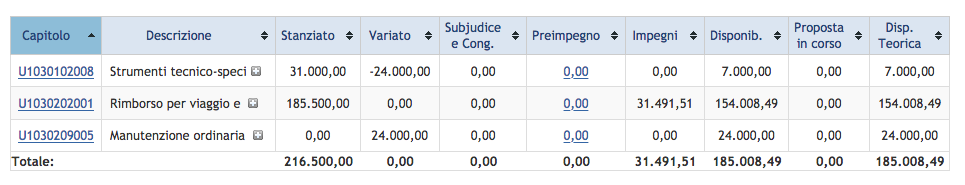 Capitolo Descrizione Stanziato Variato Subjudice e Cong. Preimpegno Impegni Disponib. Proposta in corso Disp. Teorica
U1030102008 Strumenti tecnico-speci 31.000,00 -24.000,00 0,00 0,00 0,00 7.000,00 0,00 7.000,00
U1030202001 Rimborso per viaggio e 185.500,00 0,00 0,00 0,00 31.491,51 154.008,49 0,00 154.008,49
U1030209005 Manutenzione ordinaria 0,00 24.000,00 0,00 0,00 0,00 24.000,00 0,00 24.000,00
Totale: 216.500,00 0,00 0,00 0,00 31.491,51 185.008,49 0,00 185.008,49